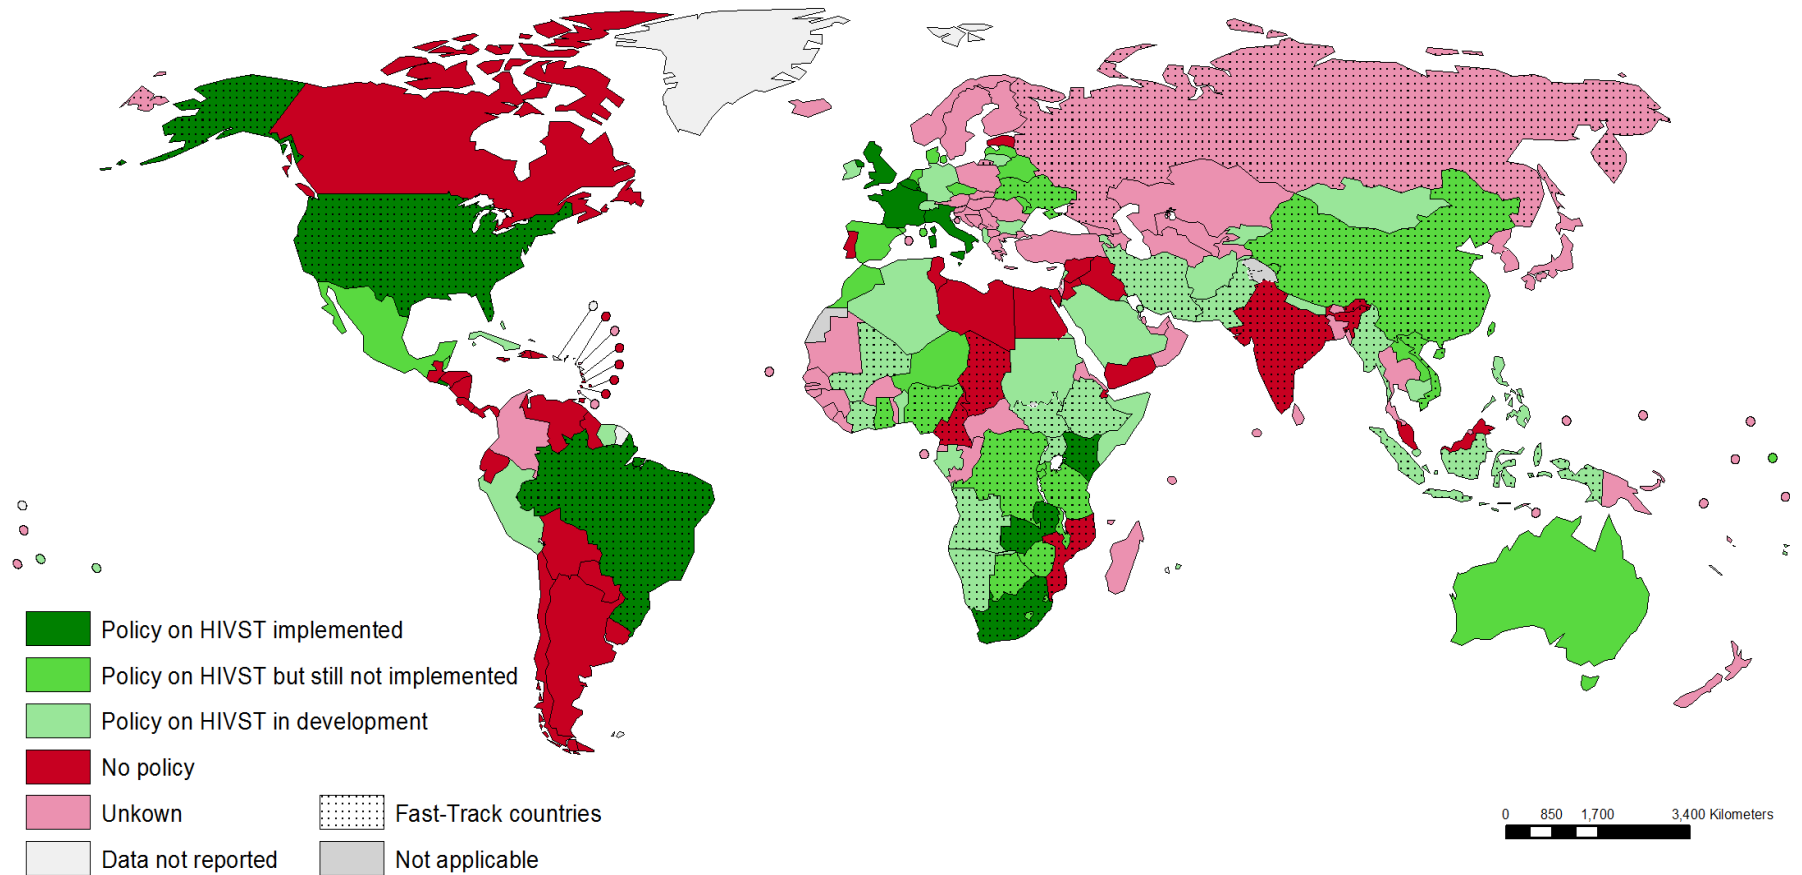 Policy on HIVST implemented
Policy on HIVST but still not implemented
Policy on HIVST in development
No policy
Unkown
Data not reported
Fast-Track countries
Not applicable
0 850 1,700 3,400 Kilometers